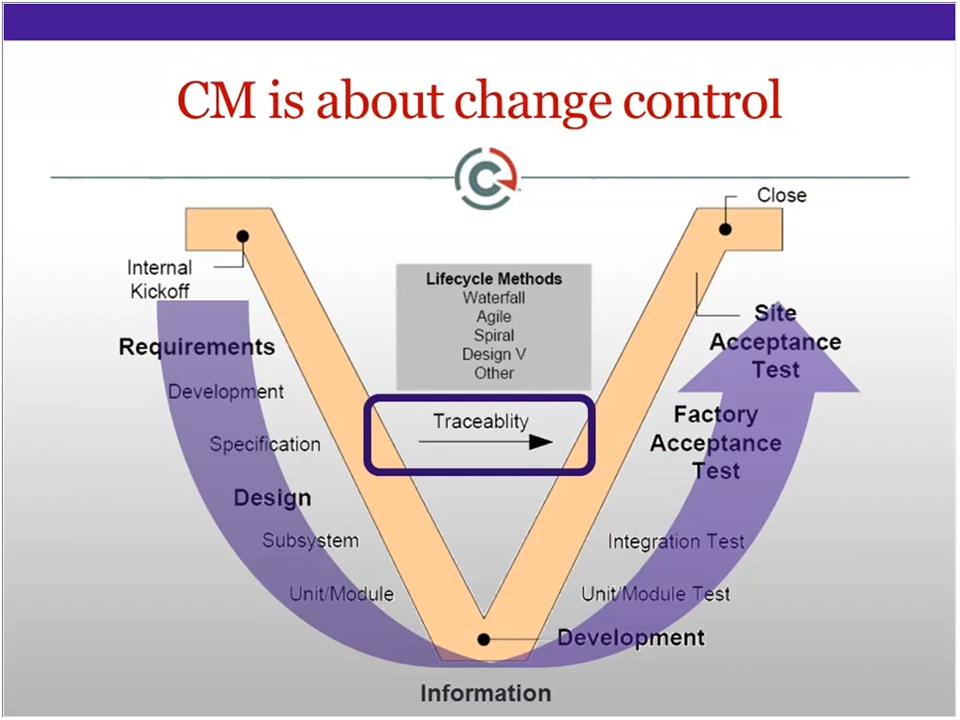 CM is about change control
Close
Internal
Kickoff
Lifecycle Methods
Waterfall
Agile
Spiral
Design V
Other
Requirements
Development
Specification
Design
Subsystem
Unit/Module
Traceablity
Site
Acceptance
Test
Factory
Acceptance
Test
Integration Test
Unit/Module Test
Development
Information